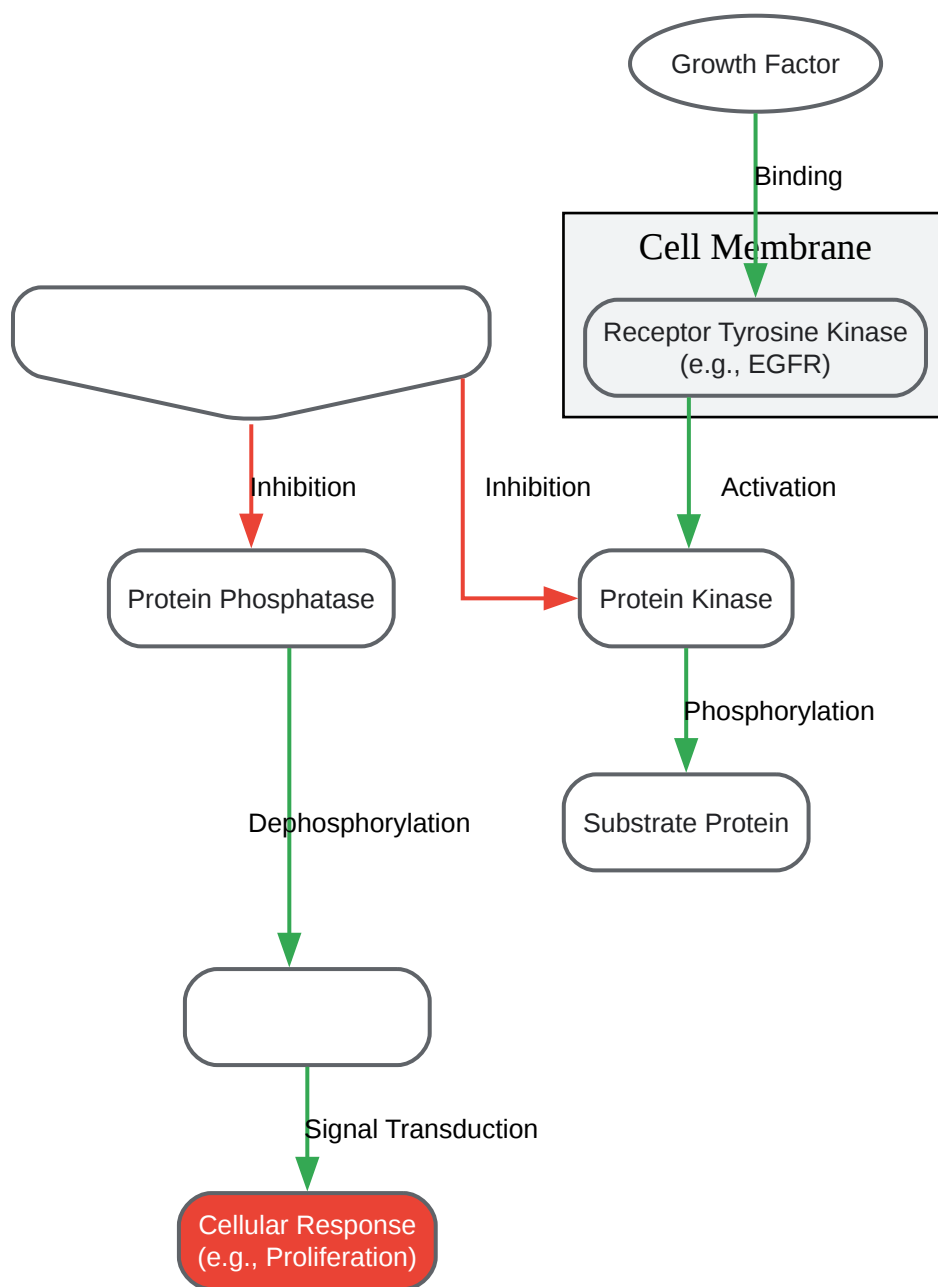 Growth Factor
Binding
Cell Membrane
Receptor Tyrosine Kinase
(e.g., EGFR)
Inhibition
Inhibition
Activation
Protein Phosphatase
Protein Kinase
Phosphorylation
Dephosphorylation
Substrate Protein
Signal Transduction
Cellular Response
(e.g., Proliferation)